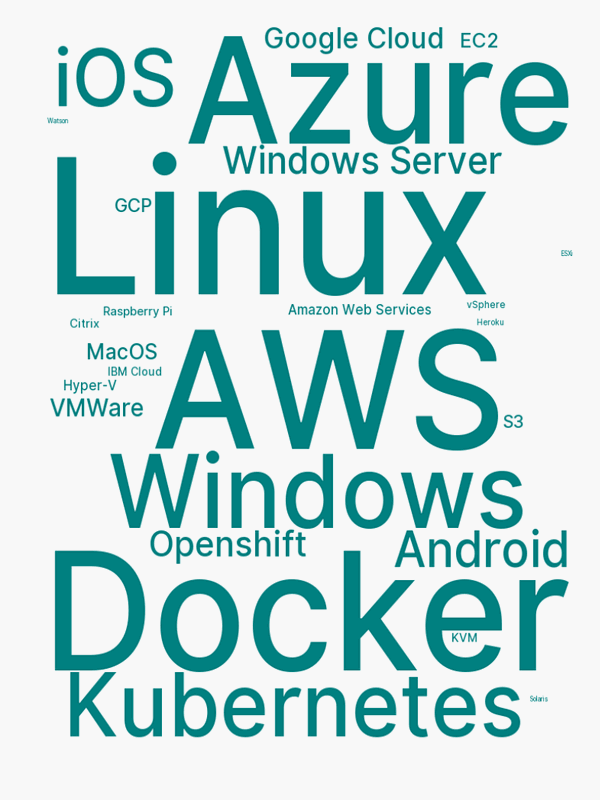 Google Cloud
EC2
iOS
Azure
Watson
Windows Server
Linux
GCP
ESXi
Raspberry Pi
Amazon Web Services
vSphere
Citrix
Heroku
MacOS
AWS
IBM Cloud
Hyper-V
VMWare
S3
Windows
Openshift
Android
Docker
KVM
Kubernetes
Solaris